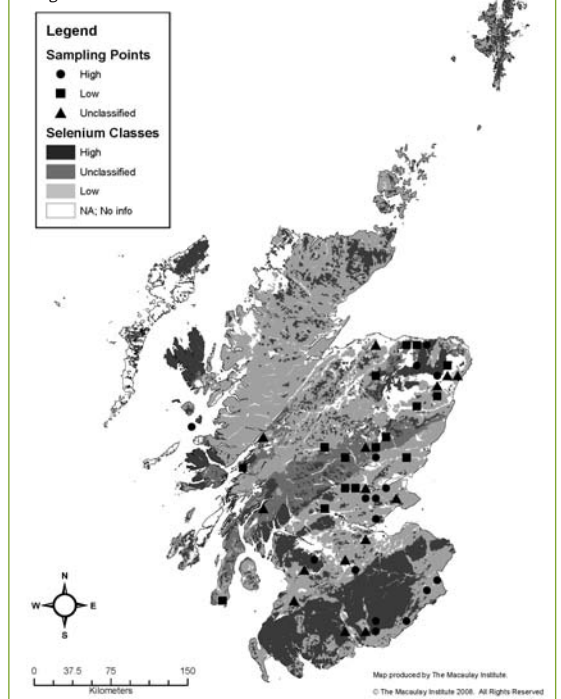 Legend
Sampling Points
High
Low
Unclassified
Selenium Classes
High
Unclassified
Low
NA; No info
N
W E
S
0 37.5 75 150
Kilometers
Map produced by The Macaulay Institute.
© The Macaulay Institute 2008. All Rights Reserved